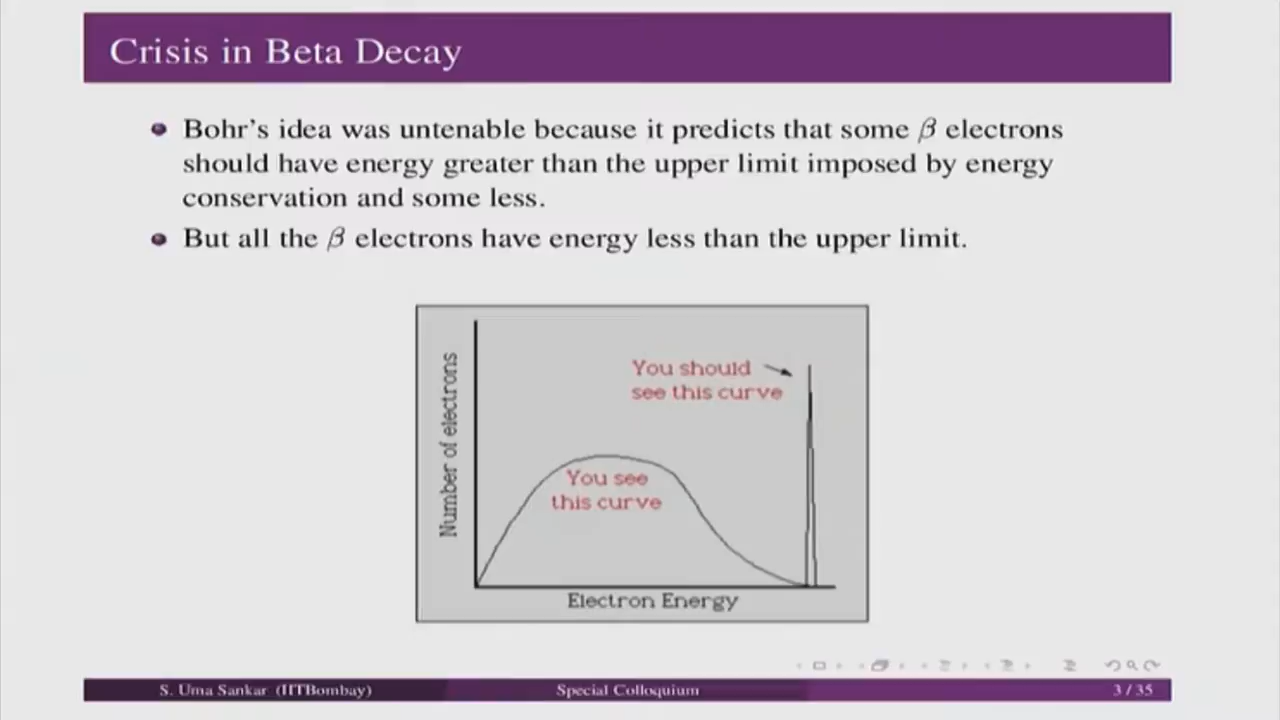 Crisis in Beta Decay
Bohr's idea was untenable because it predicts that some β electrons
should have energy greater than the upper limit imposed by energy
conservation and some less.
But all the β electrons have energy less than the upper limit.
You should
see this curve
You see
this curve
Number of electrons
Electron Energy
S. Uma Sankar (IITBombay)
Special Colloquium
3 / 35